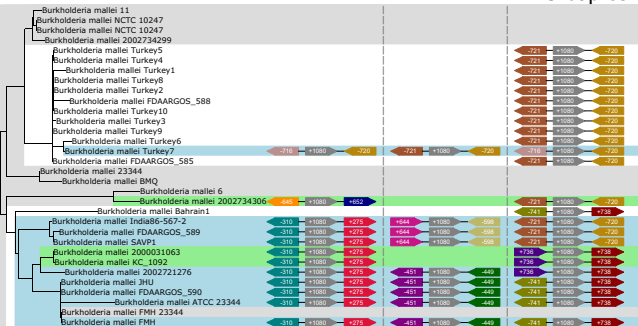 Burkholderia mallei 11
Burkholderia mallei NCTC 10247
Burkholderia mallei NCTC 10247
Burkholderia mallei 2002734299
Burkholderia mallei Turkey5 -721 +1080 -720
Burkholderia mallei Turkey4 -721 +1080 -720
Burkholderia mallei Turkey1 -721 +1080 -720
Burkholderia mallei Turkey8 -721 +1080 -720
Burkholderia mallei Turkey2 -721 +1080 -720
Burkholderia mallei FDAARGOS_588 -721 +1080 -720
Burkholderia mallei Turkey10 -721 +1080 -720
Burkholderia mallei Turkey3 -721 +1080 -720
Burkholderia mallei Turkey9 -721 +1080 -720
Burkholderia mallei Turkey6 -721 +1080 -720
Burkholderia mallei Turkey7 -716 +1080 -720 -721 +1080 -720 -716 +1080 -720
Burkholderia mallei FDAARGOS_585 -721 +1080 -720
Burkholderia mallei 23344
Burkholderia mallei BMQ
Burkholderia mallei 6
Burkholderia mallei 2002734306 -645 +1080 +652 -721 +1080 -720
Burkholderia mallei Bahrain1 -741 +1080 +738
Burkholderia mallei India86-567-2 -310 +1080 +275 +644 +1080 -598 -721 +1080 -720
Burkholderia mallei FDAARGOS_589 -310 +1080 +275 +644 +1080 -598 -721 +1080 -720
Burkholderia mallei SAVP1 -310 +1080 +275 +644 +1080 -598 -721 +1080 -720
Burkholderia mallei 2000031063 -310 +1080 +275 +736 +1080 +738
Burkholderia mallei KC_1092 -310 +1080 +275 +736 +1080 +738
Burkholderia mallei 2002721276 -310 +1080 +275 -451 +1080 -449 +736 +1080 +738
Burkholderia mallei JHU -310 +1080 +275 -451 +1080 -449 -741 +1080 +738
Burkholderia mallei FDAARGOS_590 -310 +1080 +275 -451 +1080 -449 -741 +1080 +738
Burkholderia mallei ATCC 23344 -310 +1080 +275 -451 +1080 -449 -741 +1080 +738
Burkholderia mallei FMH 23344
Burkholderia mallei FMH -310 +1080 +275 -451 +1080 -449 -741 +1080 +738